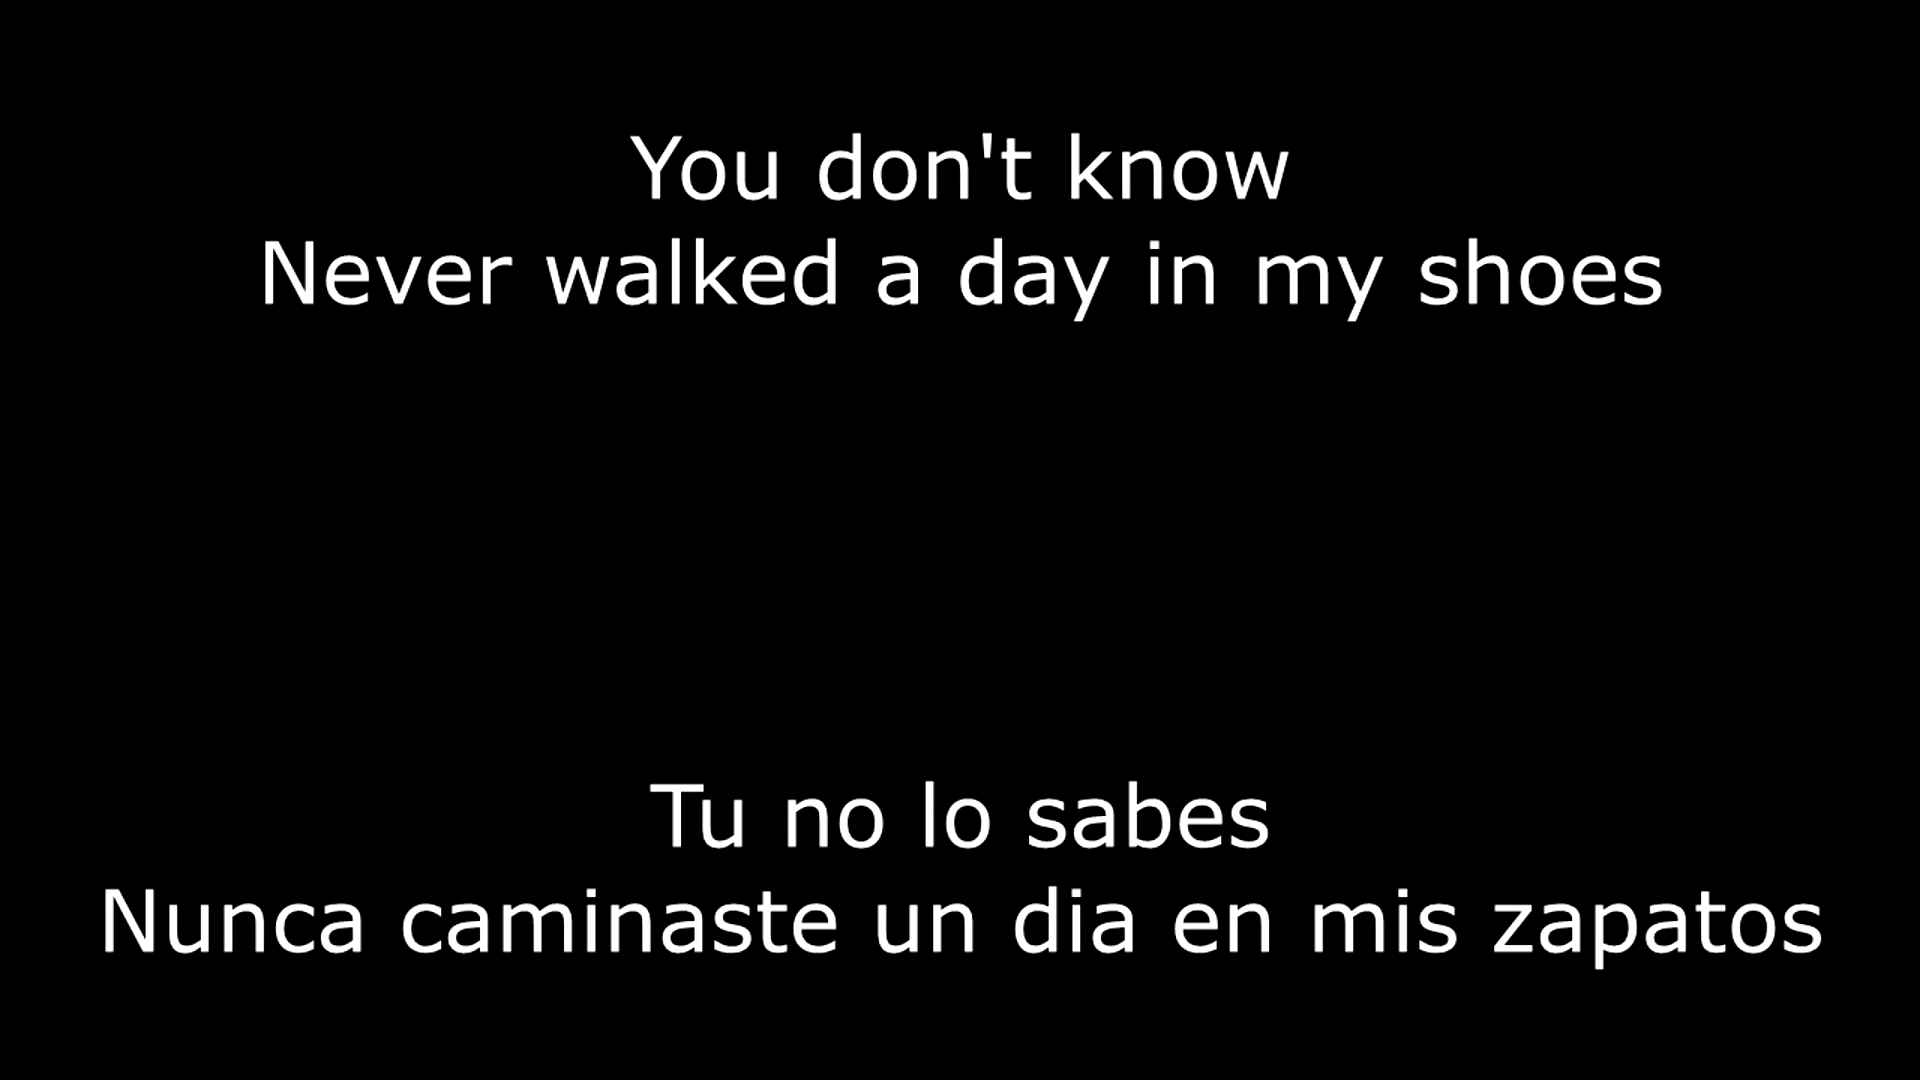 You don't know
Never walked a day in my shoes
Tu no lo sabes
Nunca caminaste un dia en mis zapatos